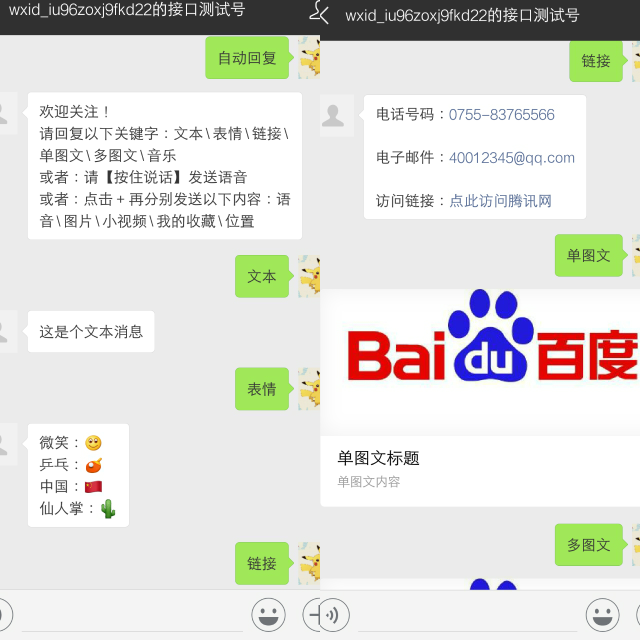 wxid_iu96zoxj9fkd22的接口测试号
自动回复
欢迎关注！
请回复以下关键字：文本\表情\链接\
单图文\多图文\音乐
或者：请【按住说话】发送语音
或者：点击+再分别发送以下内容：语
音\图片\小视频\我的收藏\位置
文本
这是个文本消息
表情
微笑：😊
乒乓：🏓
中国：🇨🇳
仙人掌：🌵
链接
wxid_iu96zoxj9fkd22的接口测试号
链接
电话号码：0755-83765566
电子邮件：40012345@qq.com
访问链接：点此访问腾讯网
单图文
Baidu百度
单图文标题
单图文内容
多图文